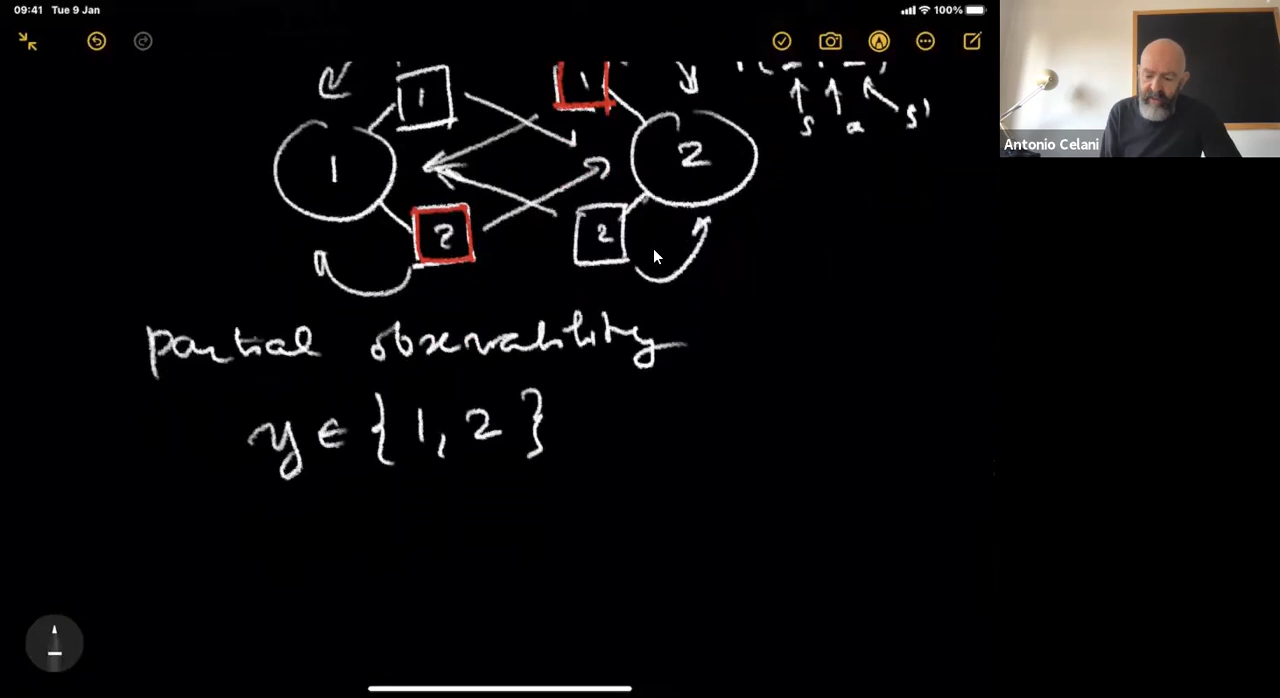 09:41 Tue 9 Jan
100%
Antonio Celani
1
1
s a s'
1
2
2
2
partial observability
y ∈ {1, 2}